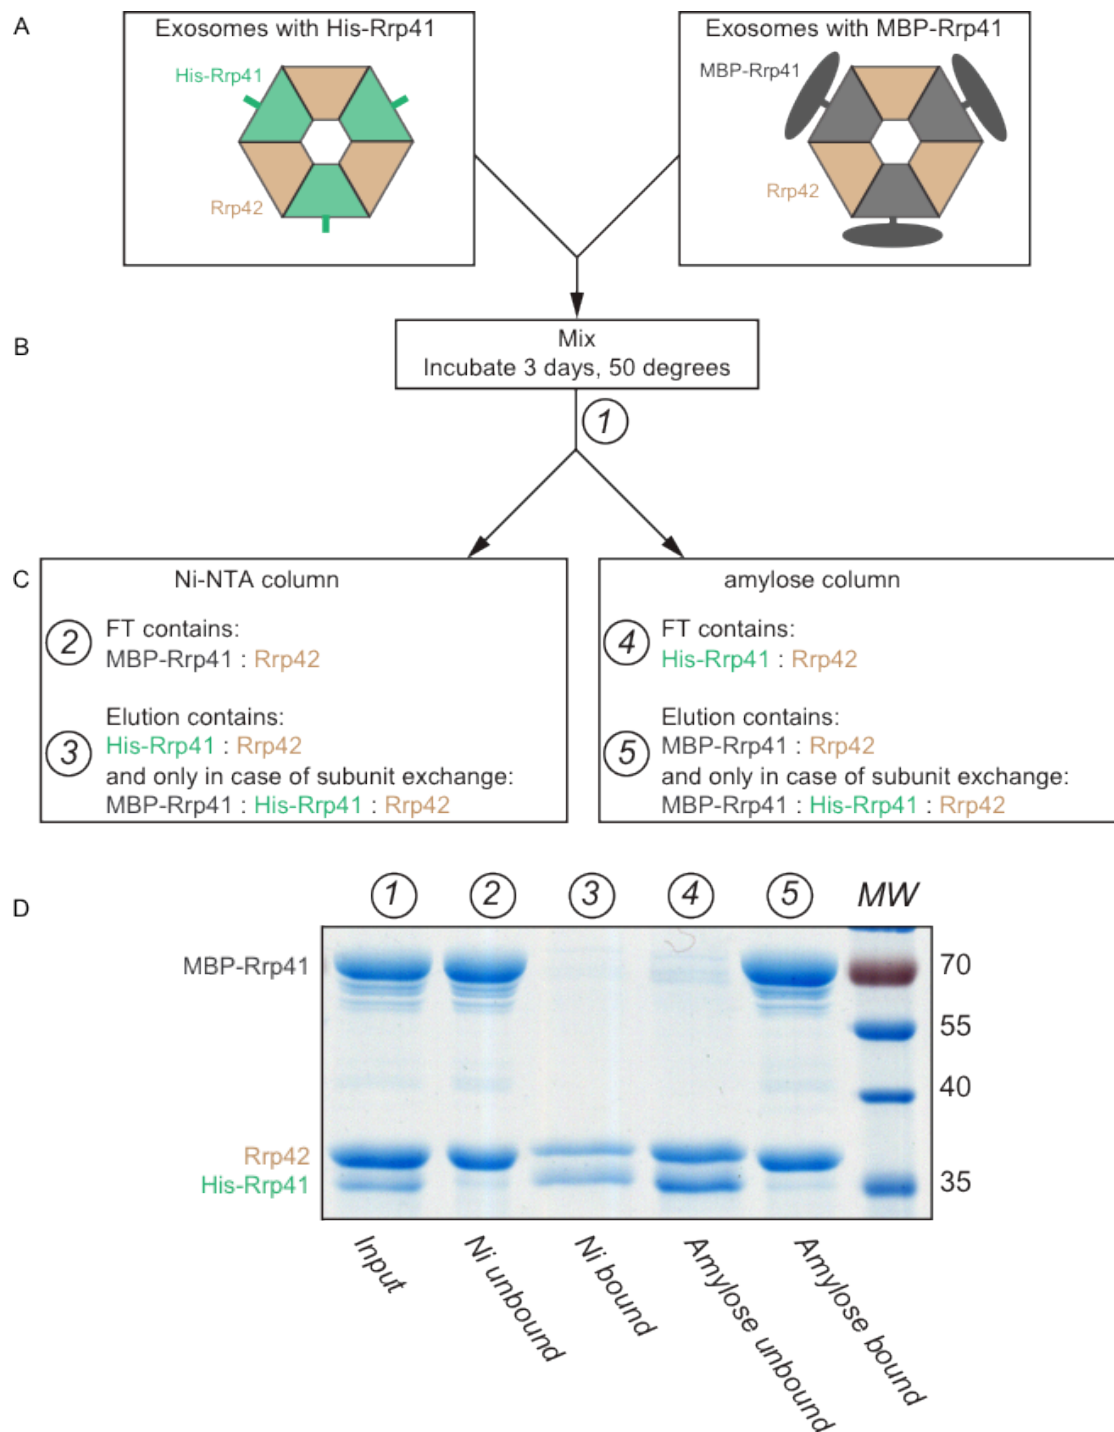 A
Exosomes with His-Rrp41
His-Rrp41
Rrp42
Exosomes with MBP-Rrp41
MBP-Rrp41
Rrp42
B
Mix
Incubate 3 days, 50 degrees
1
C
Ni-NTA column
2
FT contains:
MBP-Rrp41 : Rrp42
3
Elution contains:
His-Rrp41 : Rrp42
and only in case of subunit exchange:
MBP-Rrp41 : His-Rrp41 : Rrp42
amylose column
4
FT contains:
His-Rrp41 : Rrp42
5
Elution contains:
MBP-Rrp41 : Rrp42
and only in case of subunit exchange:
MBP-Rrp41 : His-Rrp41 : Rrp42
D
1 2 3 4 5 MW
MBP-Rrp41
70
55
40
Rrp42
His-Rrp41
35
Input
Ni unbound
Ni bound
Amylose unbound
Amylose bound